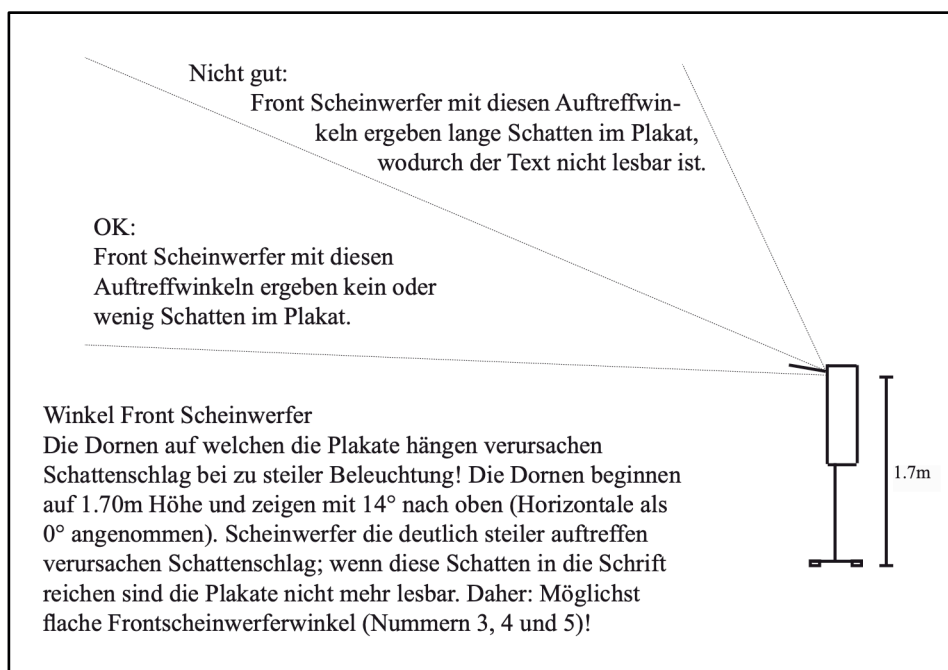 Nicht gut:
Front Scheinwerfer mit diesen Auftreffwin-
keln ergeben lange Schatten im Plakat,
wodurch der Text nicht lesbar ist.
OK:
Front Scheinwerfer mit diesen
Auftreffwinkeln ergeben kein oder
wenig Schatten im Plakat.
Winkel Front Scheinwerfer
Die Dornen auf welchen die Plakate hängen verursachen
Schattenschlag bei zu steiler Beleuchtung! Die Dornen beginnen
auf 1.70m Höhe und zeigen mit 14° nach oben (Horizontale als
0° angenommen). Scheinwerfer die deutlich steiler auftreffen
verursachen Schattenschlag; wenn diese Schatten in die Schrift
reichen sind die Plakate nicht mehr lesbar. Daher: Möglichst
flache Frontscheinwerferwinkel (Nummern 3, 4 und 5)!
1.7m